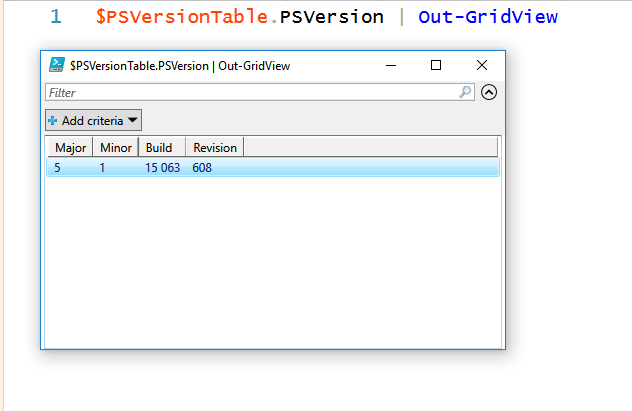 1 $PSVersionTable.PSVersion | Out-GridView
$PSVersionTable.PSVersion | Out-GridView
Filter
Add criteria
Major Minor Build Revision
5 1 15 063 608